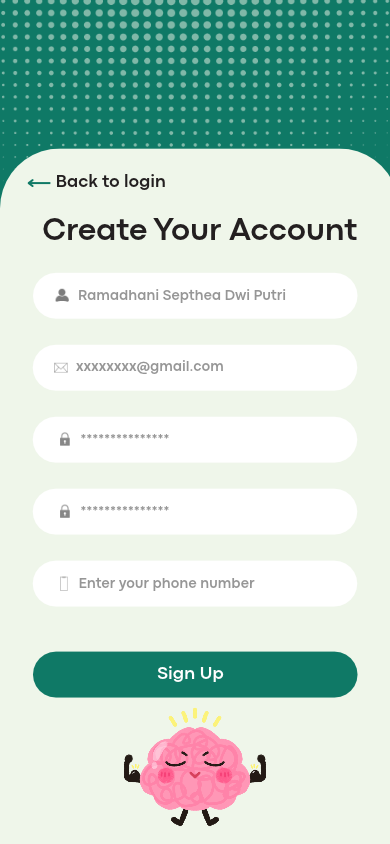 Back to login
Create Your Account
Ramadhani Septhea Dwi Putri
xxxxxxxx@gmail.com
***************
***************
Enter your phone number
Sign Up